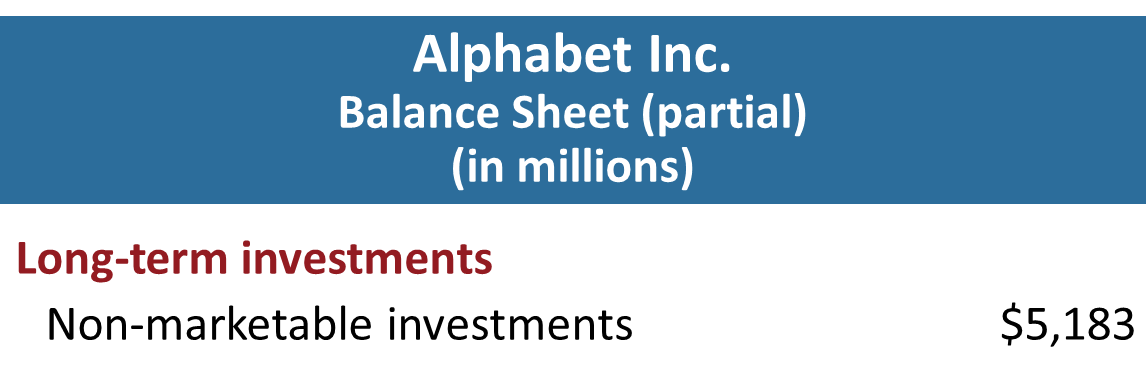 Alphabet Inc.
Balance Sheet (partial)
(in millions)
Long-term investments
Non-marketable investments $5,183